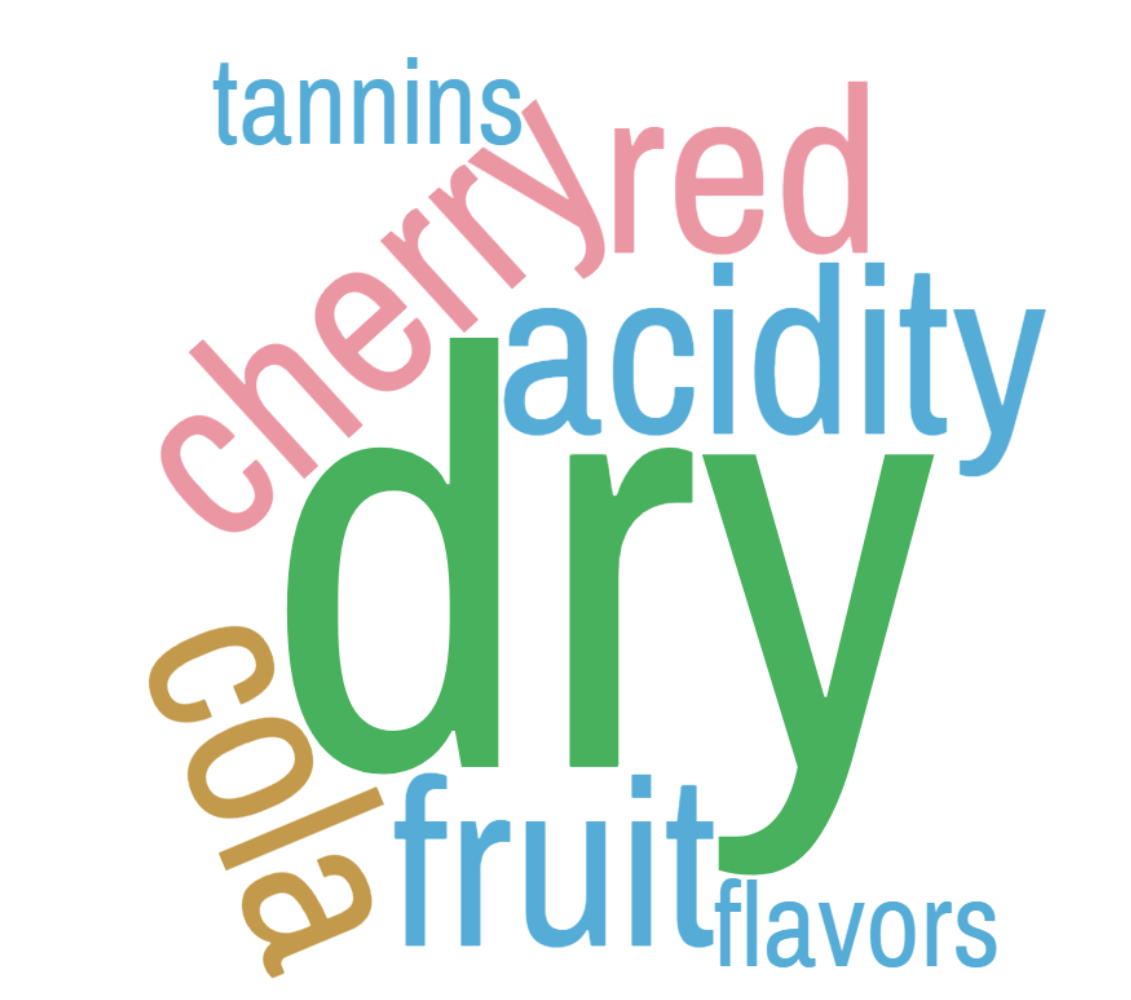 tannins
cherry
red
acidity
dry
cola
fruit
flavors